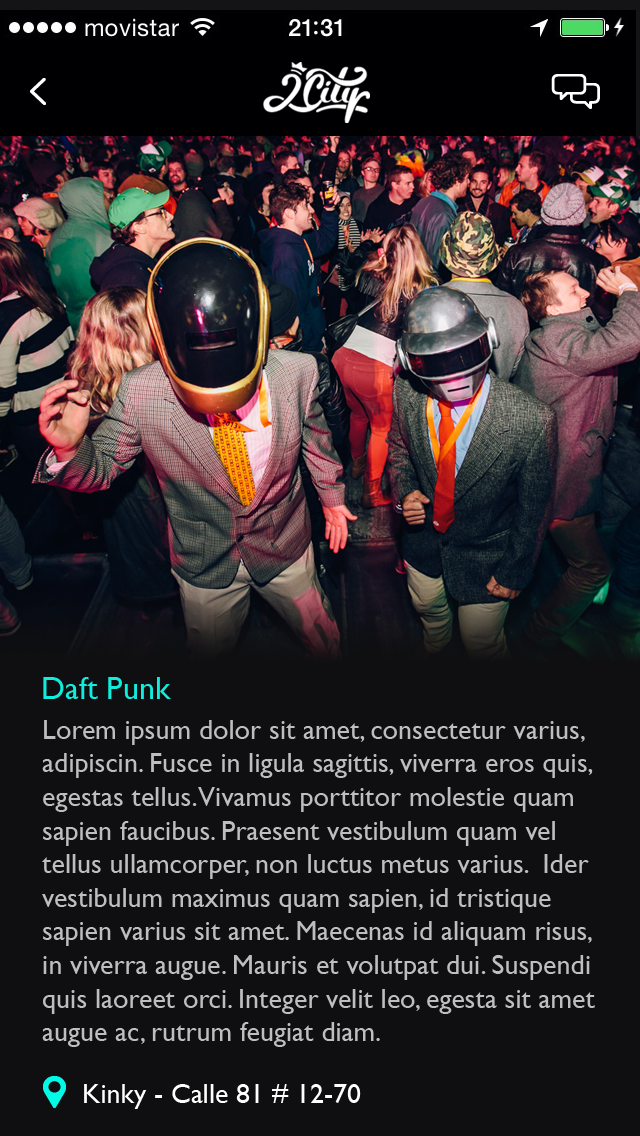 movistar 21:31
2City
Daft Punk
Lorem ipsum dolor sit amet, consectetur varius,
adipiscin. Fusce in ligula sagittis, viverra eros quis,
egestas tellus.Vivamus porttitor molestie quam
sapien faucibus. Praesent vestibulum quam vel
tellus ullamcorper, non luctus metus varius.  Ider
vestibulum maximus quam sapien, id tristique
sapien varius sit amet. Maecenas id aliquam risus,
in viverra augue. Mauris et volutpat dui. Suspendi
quis laoreet orci. Integer velit leo, egesta sit amet
augue ac, rutrum feugiat diam.
Kinky - Calle 81 # 12-70